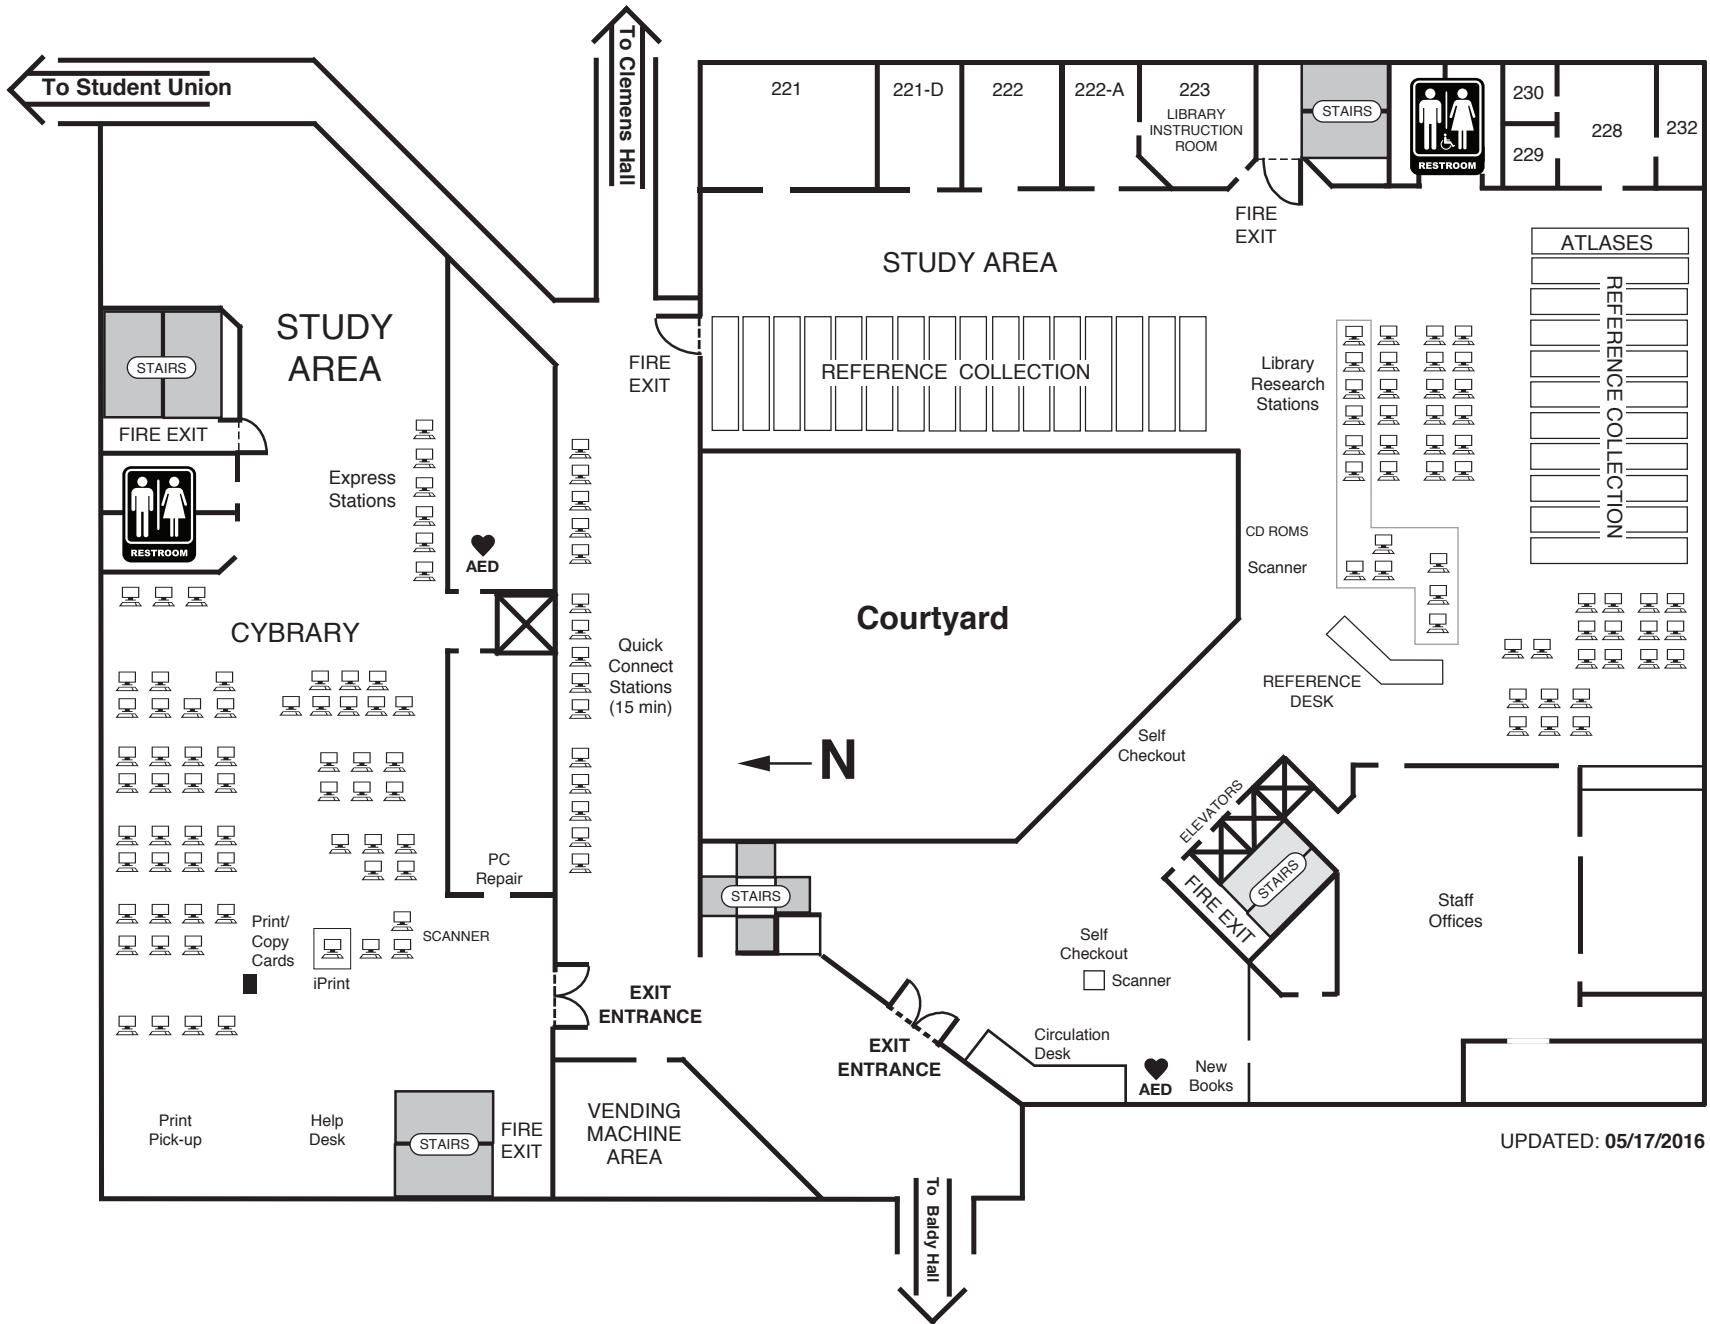 To Student Union
To Clemens Hall
221
221-D
222
222-A
223
LIBRARY
INSTRUCTION
ROOM
STAIRS
RESTROOM
230
229
228
232
FIRE
EXIT
STUDY AREA
ATLASES
REFERENCE COLLECTION
STUDY
AREA
STAIRS
FIRE EXIT
FIRE
EXIT
REFERENCE COLLECTION
Library
Research
Stations
Express
Stations
RESTROOM
AED
CD ROMS
Scanner
CYBRARY
Courtyard
Quick
Connect
Stations
(15 min)
REFERENCE
DESK
Self
Checkout
N
ELEVATORS
STAIRS
FIRE EXIT
PC
Repair
STAIRS
Staff
Offices
Print/
Copy
Cards
SCANNER
iPrint
Self
Checkout
Scanner
EXIT
ENTRANCE
EXIT
ENTRANCE
Circulation
Desk
AED
New
Books
Print
Pick-up
Help
Desk
STAIRS
FIRE
EXIT
VENDING
MACHINE
AREA
UPDATED: 05/17/2016
To Baldy Hall